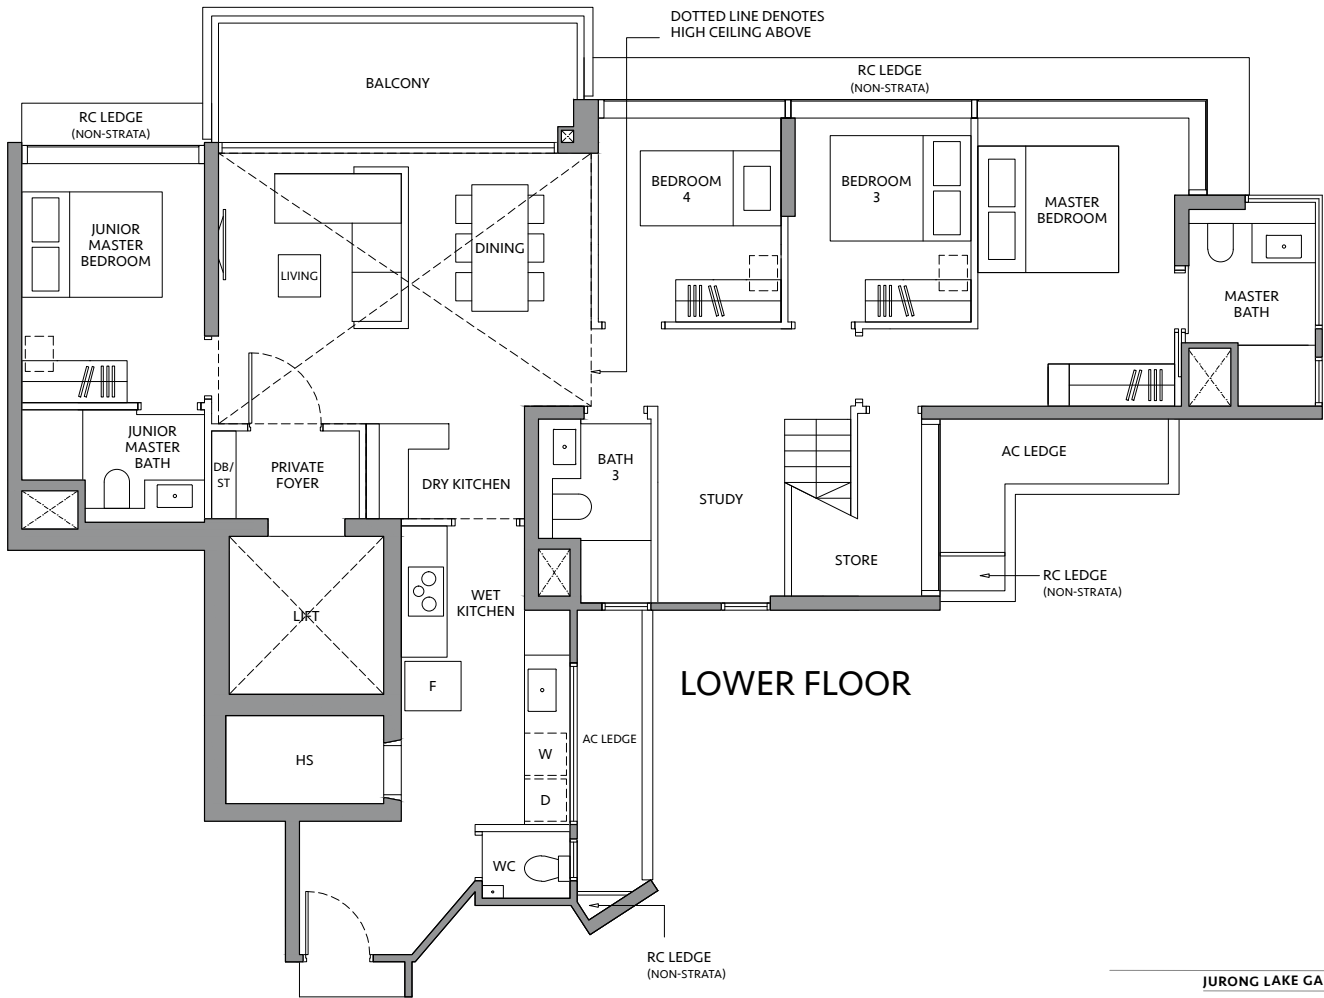 DOTTED LINE DENOTES
HIGH CEILING ABOVE
RC LEDGE
(NON-STRATA)
BALCONY
RC LEDGE
(NON-STRATA)
JUNIOR
MASTER
BEDROOM
LIVING
DINING
BEDROOM
4
BEDROOM
3
MASTER
BEDROOM
MASTER
BATH
JUNIOR
MASTER
BATH
DB/
ST
PRIVATE
FOYER
DRY KITCHEN
BATH
3
STUDY
STORE
AC LEDGE
RC LEDGE
(NON-STRATA)
LIFT
WET
KITCHEN
F
LOWER FLOOR
HS
W
D
AC LEDGE
WC
RC LEDGE
(NON-STRATA)
JURONG LAKE GA